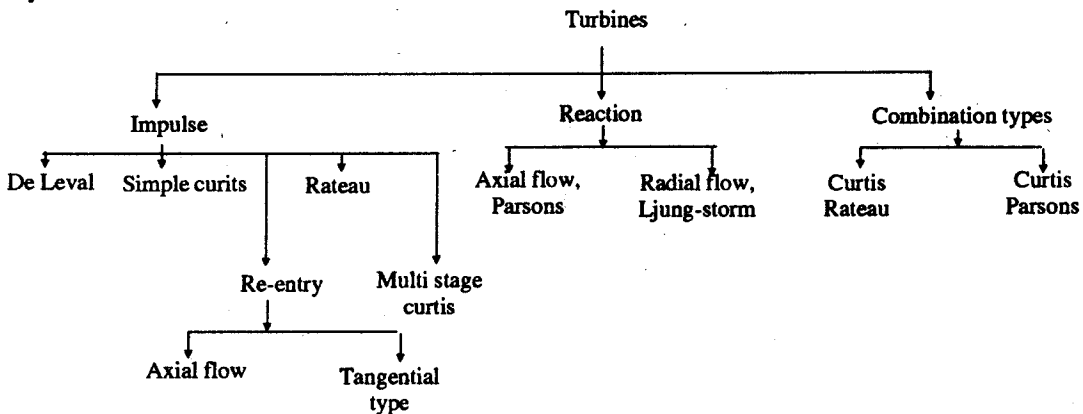 Turbines
Impulse
Reaction
Combination types
De Leval
Simple curits
Rateau
Axial flow,
Parsons
Radial flow,
Ljung-storm
Curtis
Rateau
Curtis
Parsons
Re-entry
Multi stage
curtis
Axial flow
Tangential
type